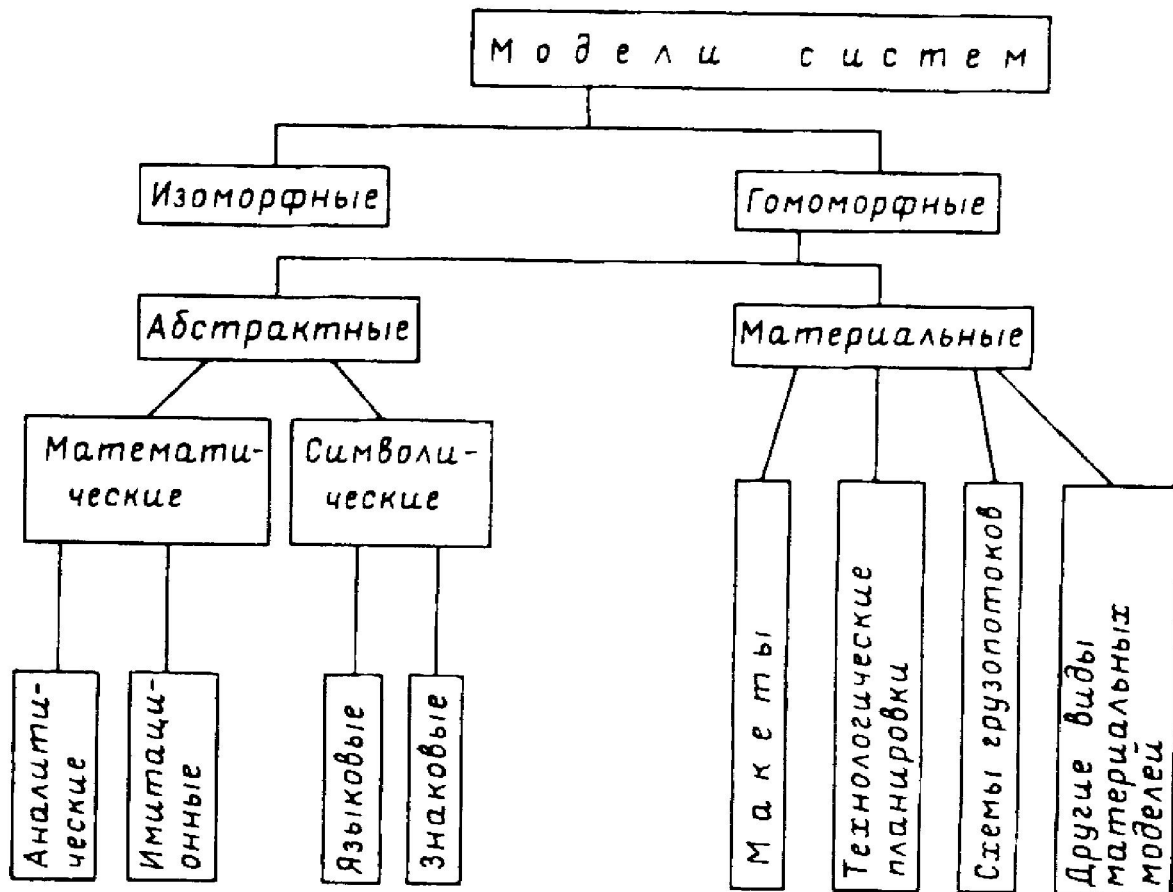 Модели систем
Изоморфные
Гомоморфные
Абстрактные
Материальные
Математи-
ческие
Символи-
ческие
Аналити-
ческие
Имитаци-
онные
Языковые
Знаковые
Макеты
Технологические
планировки
Схемы грузопотоков
Другие виды
материальных
моделей